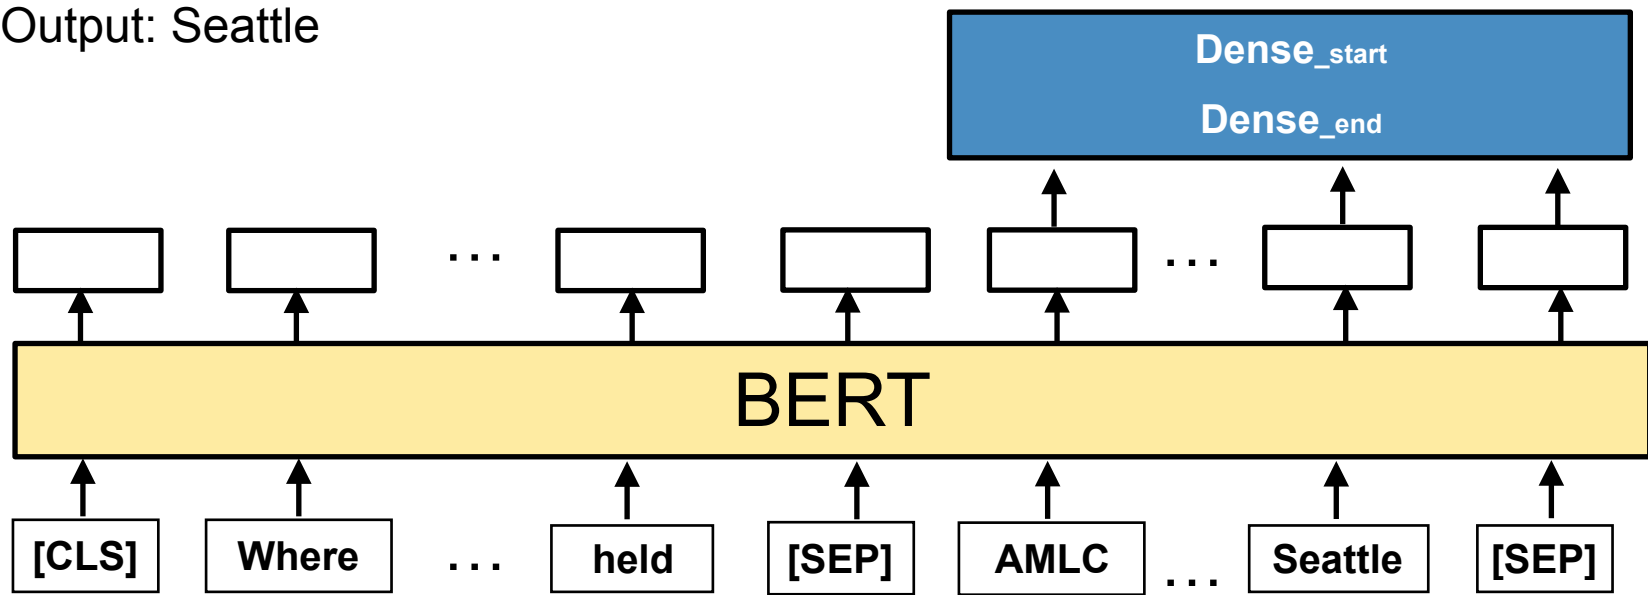 Output: Seattle
Dense_start
Dense_end
... ...
BERT
[CLS] Where ... held [SEP] AMLC ... Seattle [SEP]